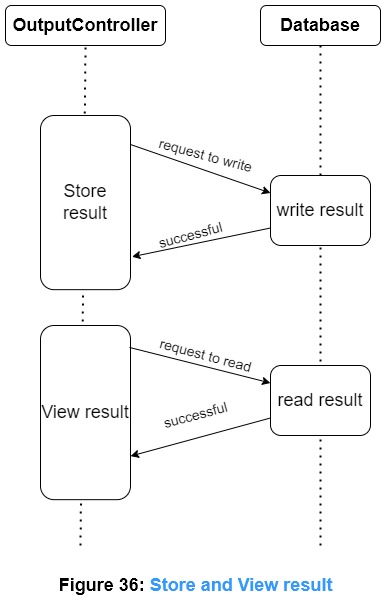 OutputController
Database
request to write
Store
result
write result
successful
request to read
View result
read result
successful
Figure 36: Store and View result